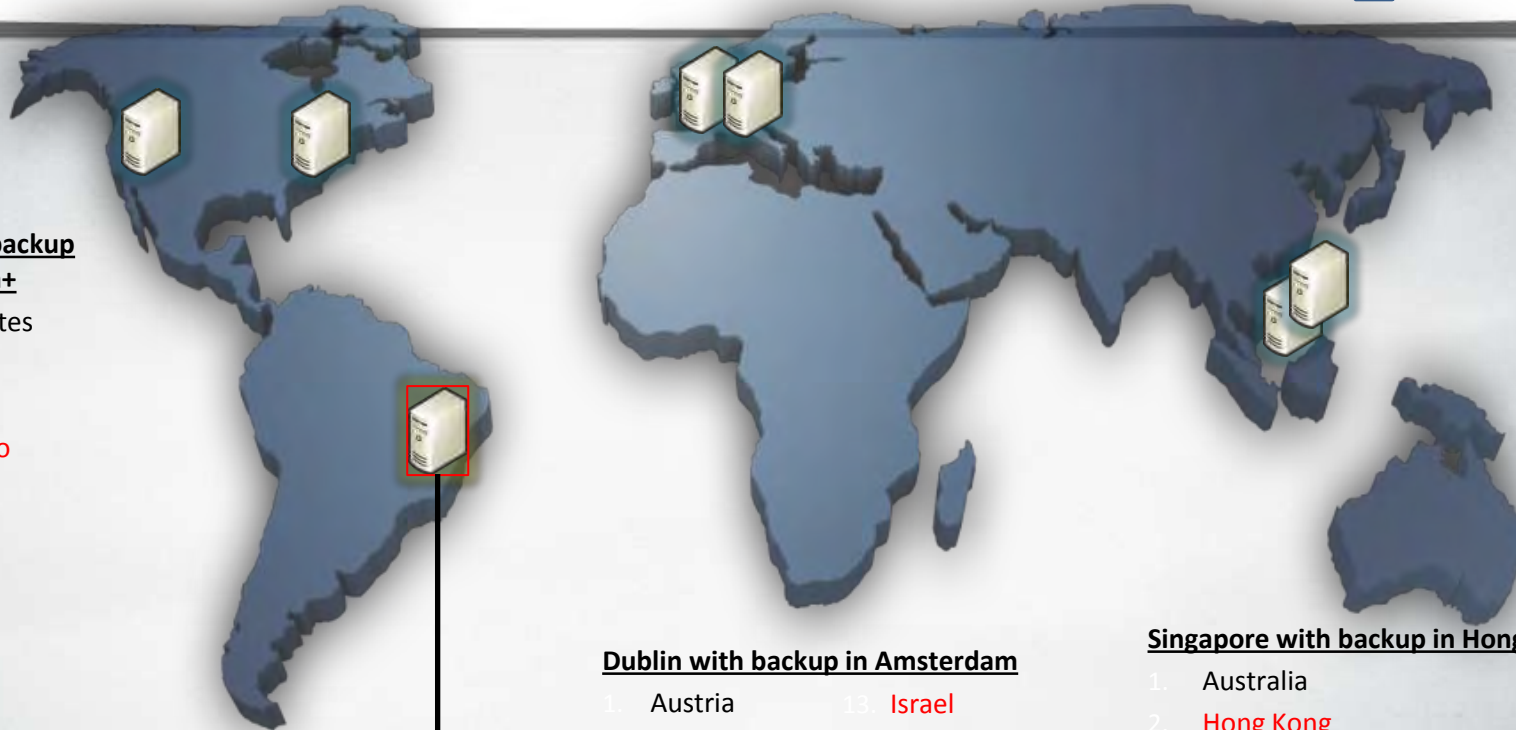 backup
tes
o
Dublin with backup in Amsterdam
1. Austria
13. Israel
Singapore with backup in Hong
1. Australia
2. Hong Kong